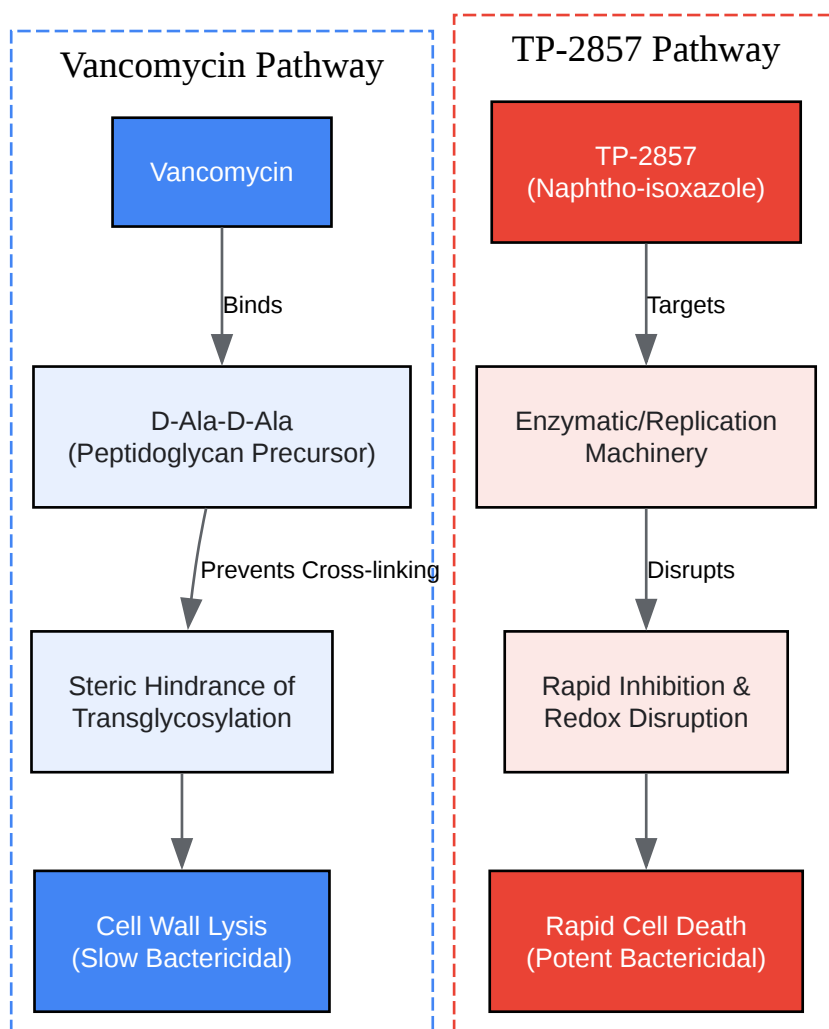 Vancomycin Pathway
Vancomycin
Binds
D-Ala-D-Ala
(Peptidoglycan Precursor)
Prevents Cross-linking
Steric Hindrance of
Transglycosylation
Cell Wall Lysis
(Slow Bactericidal)
TP-2857 Pathway
TP-2857
(Naphtho-isoxazole)
Targets
Enzymatic/Replication
Machinery
Disrupts
Rapid Inhibition &
Redox Disruption
Rapid Cell Death
(Potent Bactericidal)